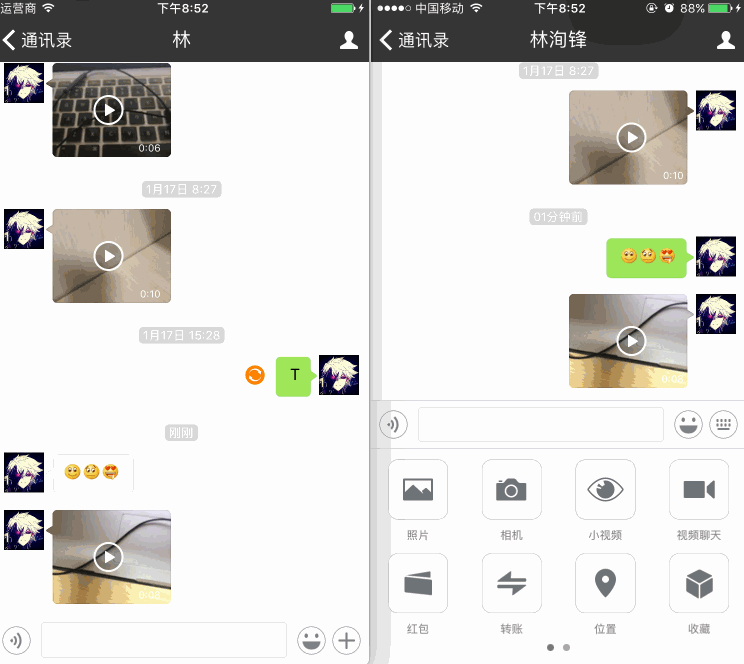 运营商 下午8:52
通讯录 林
0:06
1月17日 8:27
0:10
1月17日 15:28
T
刚刚
0:02
中国移动 下午8:52 88%
通讯录 林洵锋
1月17日 8:27
0:10
01分钟前
0:02
照片 相机 小视频 视频聊天
红包 转账 位置 收藏